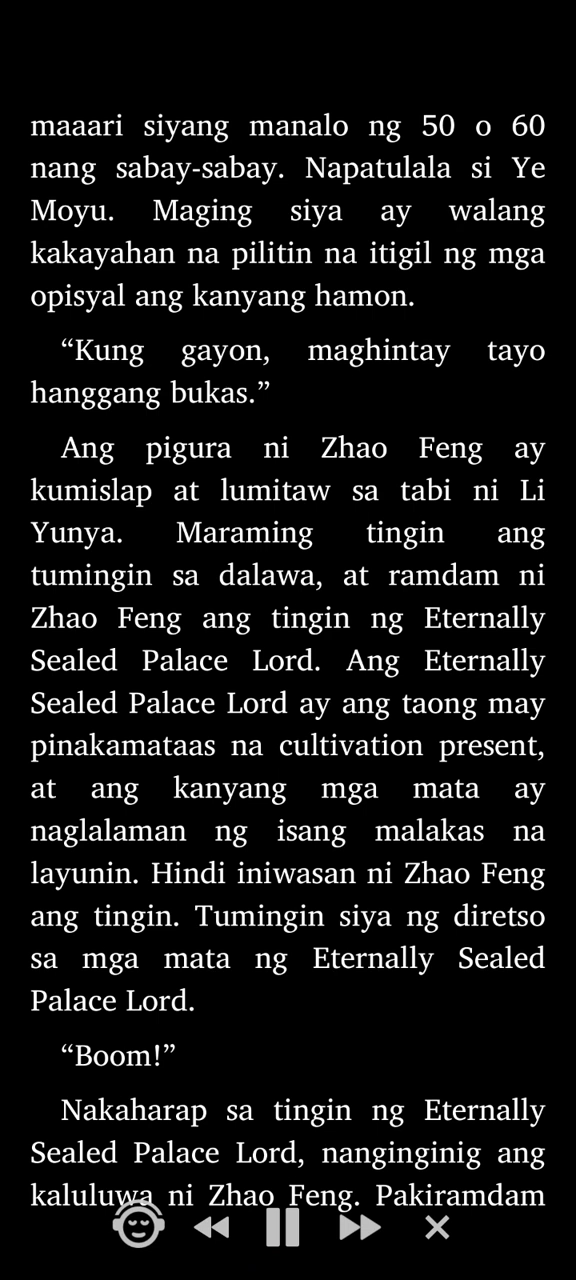 maaari siyang manalo ng 50 o 60
nang sabay-sabay. Napatulala si Ye
Moyu. Maging siya ay walang
kakayahan na pilitin na itigil ng mga
opisyal ang kanyang hamon.
“Kung gayon, maghintay tayo
hanggang bukas.”
Ang pigura ni Zhao Feng ay
kumislap at lumitaw sa tabi ni Li
Yunya. Maraming tingin ang
tumingin sa dalawa, at ramdam ni
Zhao Feng ang tingin ng Eternally
Sealed Palace Lord. Ang Eternally
Sealed Palace Lord ay ang taong may
pinakamataas na cultivation present,
at ang kanyang mga mata ay
naglalaman ng isang malakas na
layunin. Hindi iniwasan ni Zhao Feng
ang tingin. Tumingin siya ng diretso
sa mga mata ng Eternally Sealed
Palace Lord.
“Boom!”
Nakaharap sa tingin ng Eternally
Sealed Palace Lord, nanginginig ang
kaluluwa ni Zhao Feng. Pakiramdam